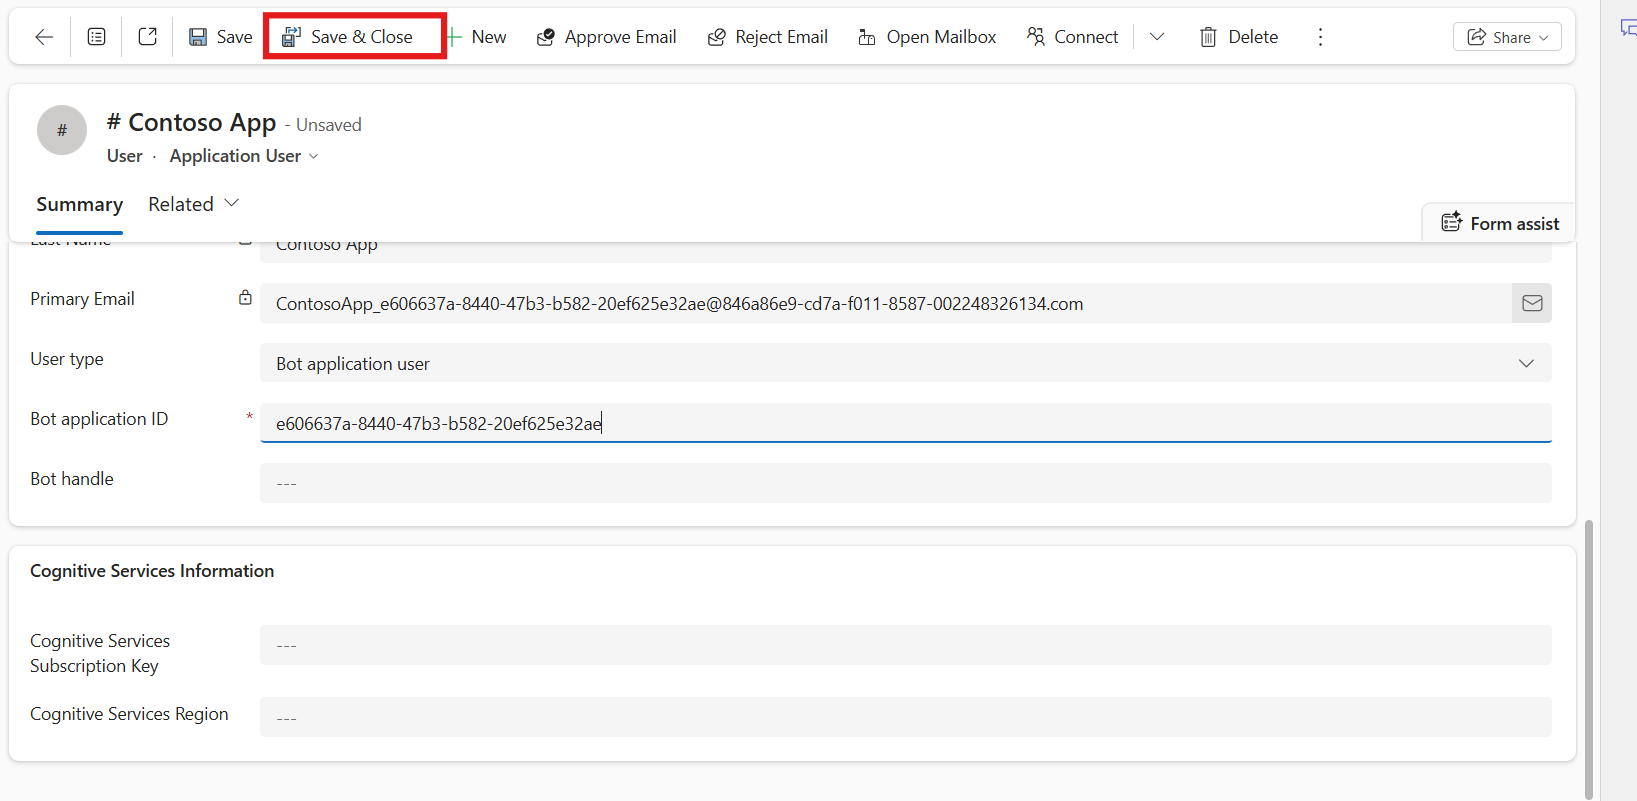 Save Save & Close New Approve Email Reject Email Open Mailbox Connect Delete Share
#
# Contoso App - Unsaved
User · Application User
Summary Related
Form assist
Last Name Contoso App
Primary Email ContosoApp_e606637a-8440-47b3-b582-20ef625e32ae@846a86e9-cd7a-f011-8587-002248326134.com
User type Bot application user
Bot application ID * e606637a-8440-47b3-b582-20ef625e32ae
Bot handle ---
Cognitive Services Information
Cognitive Services
Subscription Key ---
Cognitive Services Region ---